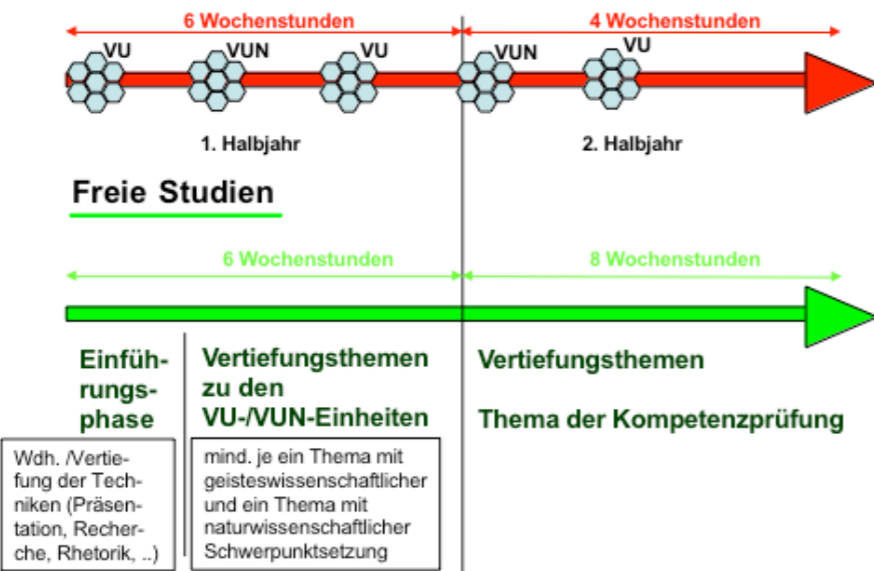 6 Wochenstunden
4 Wochenstunden
VU
VUN
VU
VUN
VU
1. Halbjahr
2. Halbjahr
Freie Studien
6 Wochenstunden
8 Wochenstunden
Einfüh-
rungs-
phase
Vertiefungsthemen
zu den
VU-/VUN-Einheiten
Vertiefungsthemen
Thema der Kompetenzprüfung
Wdh. /Vertie-
fung der Tech-
niken (Präsen-
tation, Recher-
che, Rhetorik, ..)
mind. je ein Thema mit
geisteswissenschaftlicher
und ein Thema mit
naturwissenschaftlicher
Schwerpunktsetzung